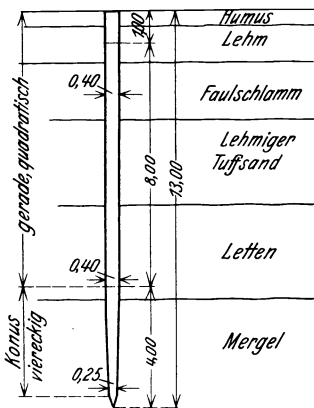 Humus
1,00
Lehm
0,40
Faulschlamm
gerade, quadratisch
8,00
13,00
Lehmiger
Tuffsand
0,40
Letten
Konus
viereckig
4,00
Mergel
0,25